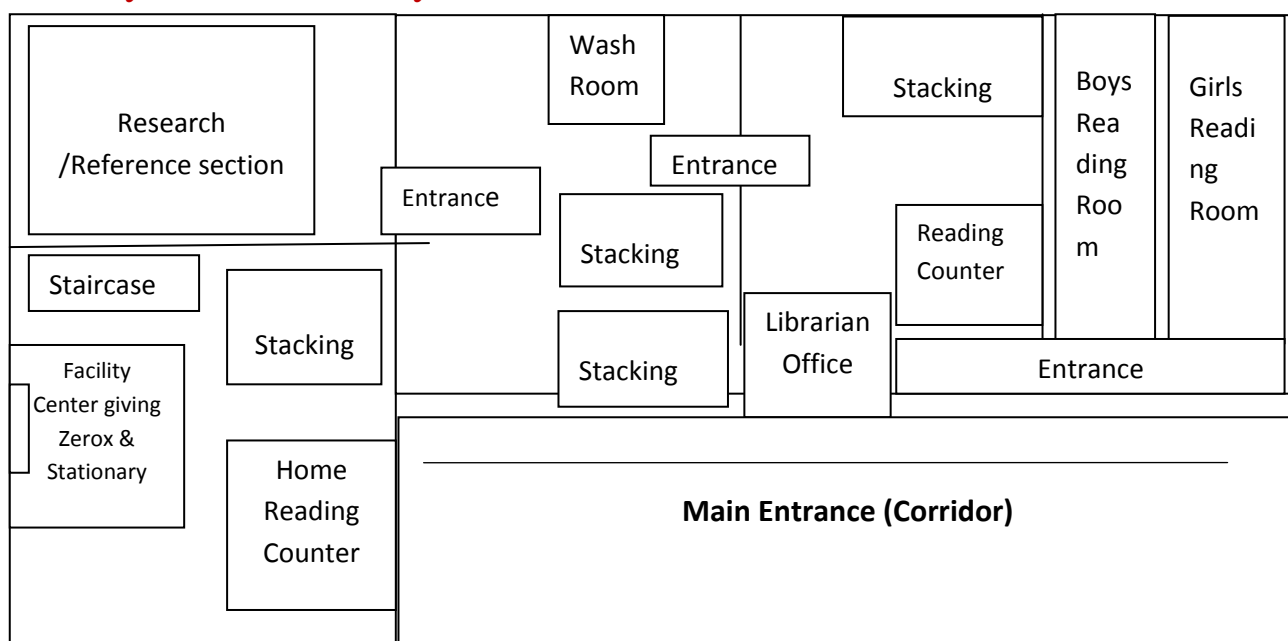 Research
/Reference section
Wash
Room
Stacking
Boys
Rea
ding
Roo
m
Girls
Readi
ng
Room
Entrance
Entrance
Stacking
Reading
Counter
Staircase
Stacking
Librarian
Office
Stacking
Entrance
Facility
Center giving
Zerox &
Stationary
Home
Reading
Counter
Main Entrance (Corridor)